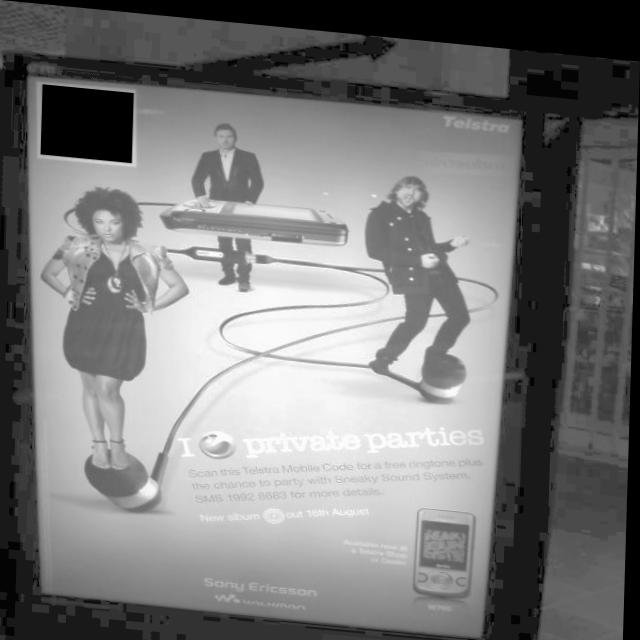 Telstra
I private parties
Scan this Telstra Mobile Code for a free ringtone plus
the chance to party with Sneaky Sound System.
SMS 1992 8683 for more details.
New album out 16th August
Sony Ericsson
WALKMAN